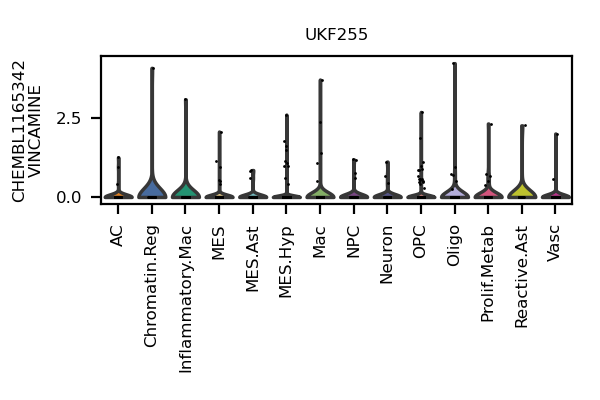 UKF255
CHEMBL1165342
VINCAMINE
2.5
0.0
AC
Chromatin.Reg
Inflammatory.Mac
MES
MES.Ast
MES.Hyp
Mac
NPC
Neuron
OPC
Oligo
Prolif.Metab
Reactive.Ast
Vasc